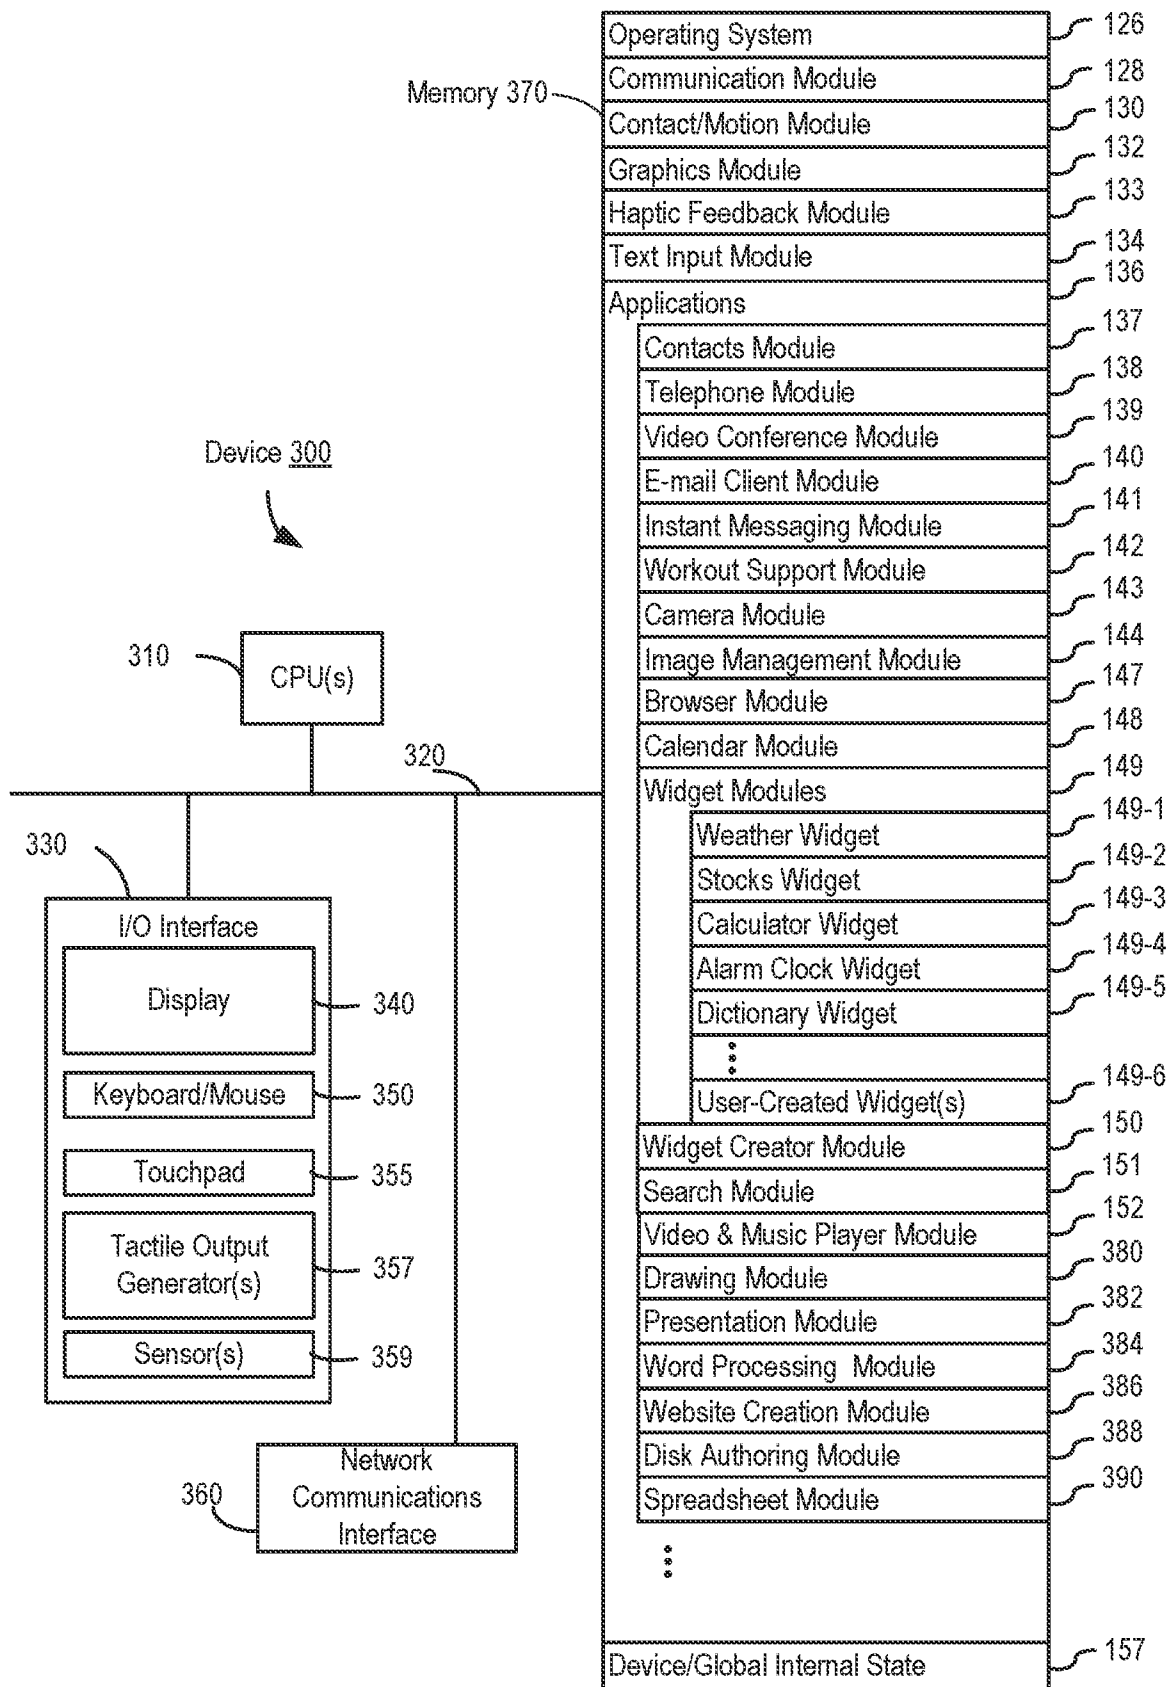 Device 300
310
CPU(s)
320
330
I/O Interface
Display
340
Keyboard/Mouse
350
Touchpad
355
Tactile Output
Generator(s)
357
Sensor(s)
359
360
Network
Communications
Interface
Memory 370
Operating System
126
Communication Module
128
Contact/Motion Module
130
Graphics Module
132
Haptic Feedback Module
133
Text Input Module
134
Applications
136
Contacts Module
137
Telephone Module
138
Video Conference Module
139
E-mail Client Module
140
Instant Messaging Module
141
Workout Support Module
142
Camera Module
143
Image Management Module
144
Browser Module
147
Calendar Module
148
Widget Modules
149
Weather Widget
149-1
Stocks Widget
149-2
Calculator Widget
149-3
Alarm Clock Widget
149-4
Dictionary Widget
149-5
User-Created Widget(s)
149-6
Widget Creator Module
150
Search Module
151
Video & Music Player Module
152
Drawing Module
380
Presentation Module
382
Word Processing Module
384
Website Creation Module
386
Disk Authoring Module
388
Spreadsheet Module
390
Device/Global Internal State
157